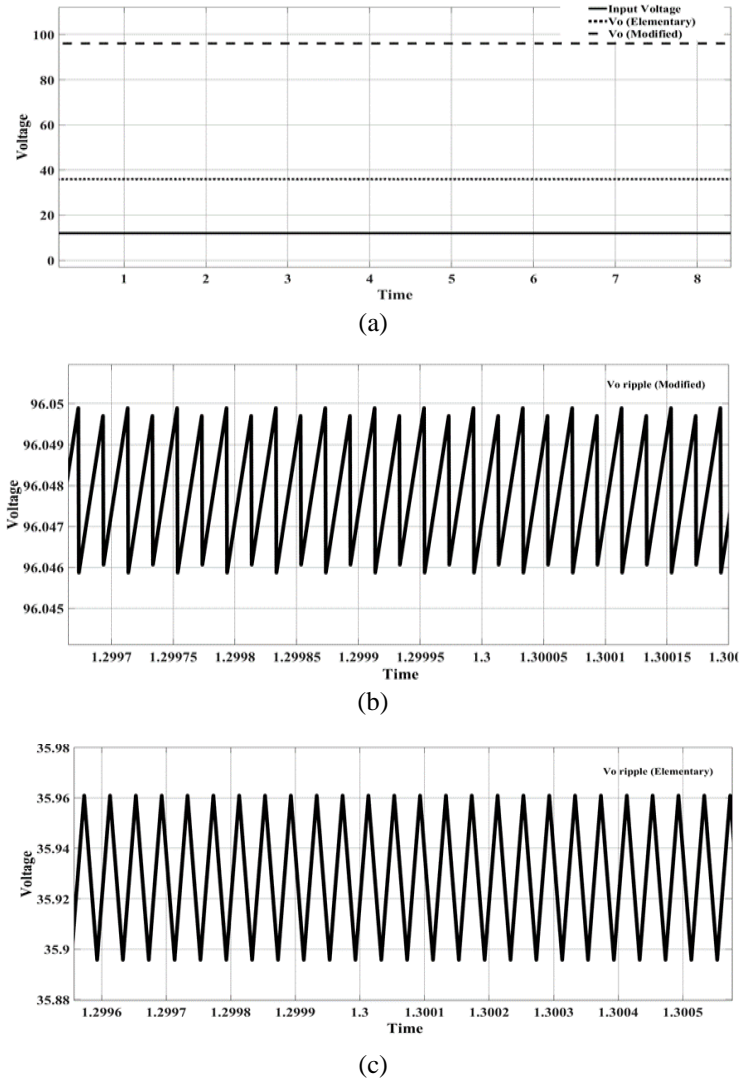 Input Voltage
Vo (Elementary)
Vo (Modified)
100
80
60
40
20
0
Voltage
1 2 3 4 5 6 7 8
Time
(a)
Vo ripple (Modified)
96.05
96.049
96.048
96.047
96.046
96.045
Voltage
1.2997 1.29975 1.2998 1.29985 1.2999 1.29995 1.3 1.30005 1.3001 1.30015 1.300
Time
(b)
Vo ripple (Elementary)
35.98
35.96
35.94
35.92
35.9
35.88
Voltage
1.2996 1.2997 1.2998 1.2999 1.3 1.3001 1.3002 1.3003 1.3004 1.3005
Time
(c)